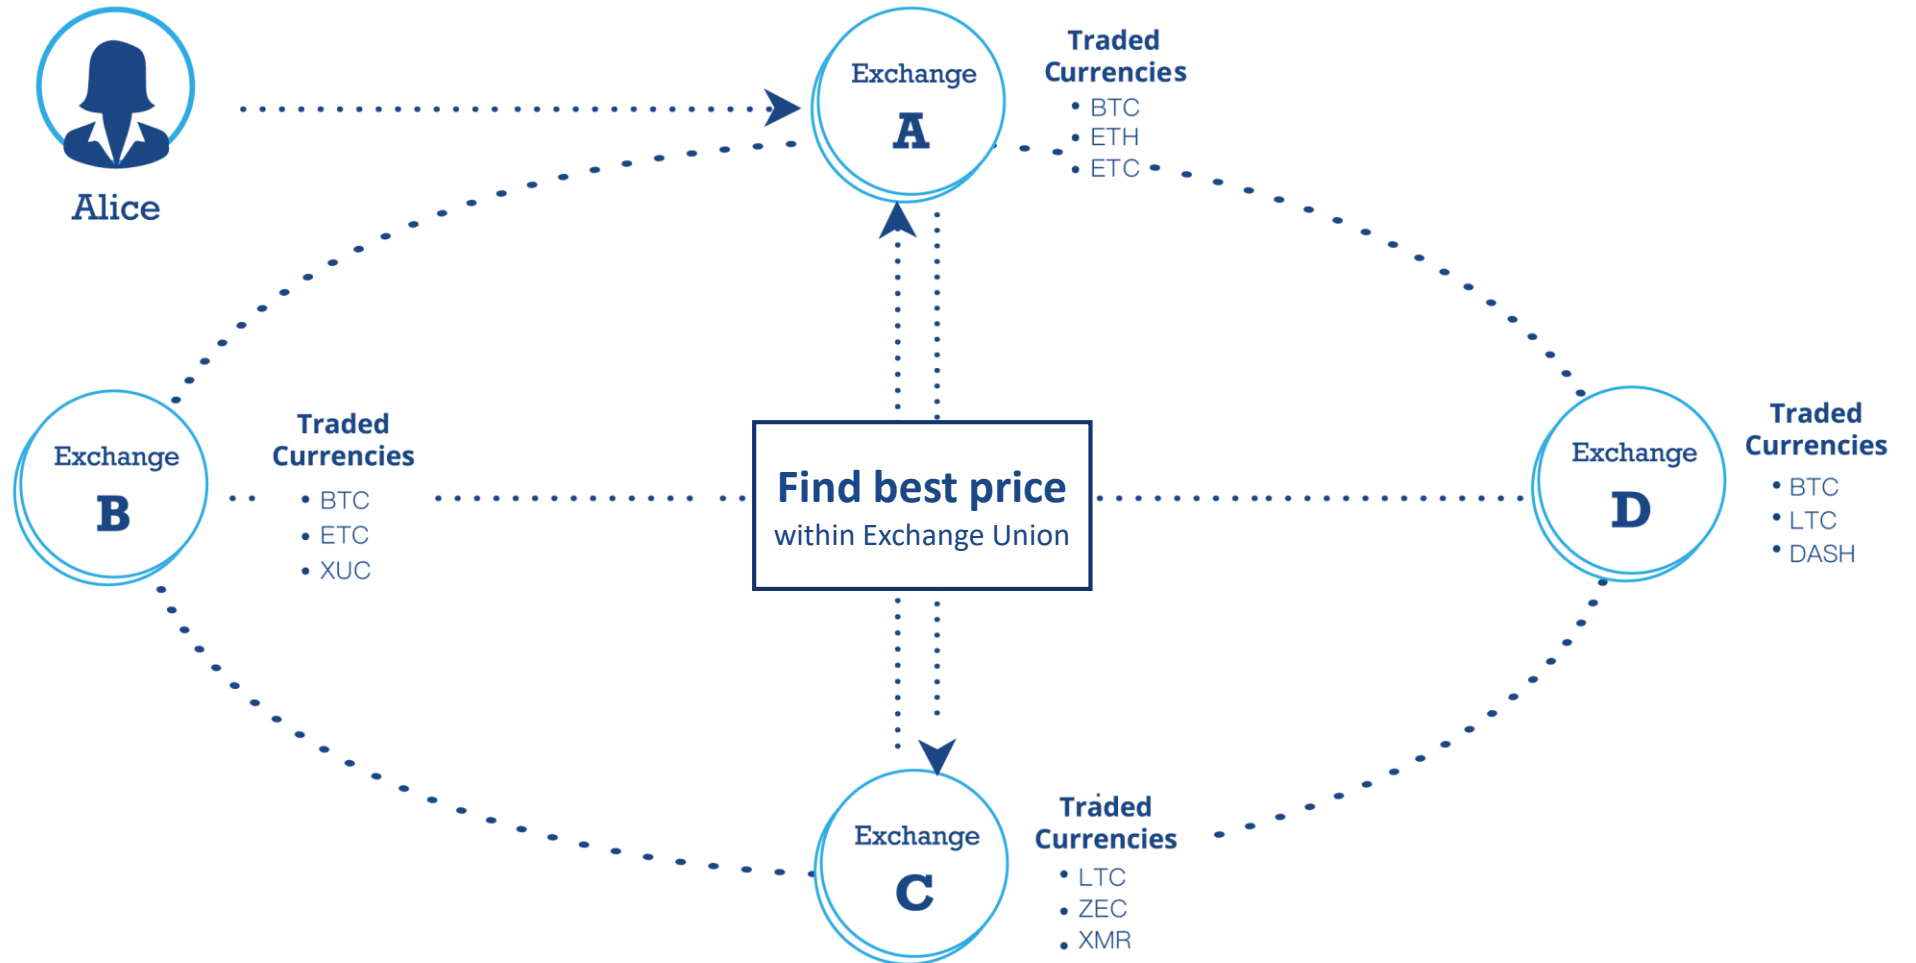 Alice
Exchange
A
Traded
Currencies
• BTC
• ETH
• ETC
Exchange
B
Traded
Currencies
• BTC
• ETC
• XUC
Find best price
within Exchange Union
Exchange
D
Traded
Currencies
• BTC
• LTC
• DASH
Exchange
C
Traded
Currencies
• LTC
• ZEC
• XMR